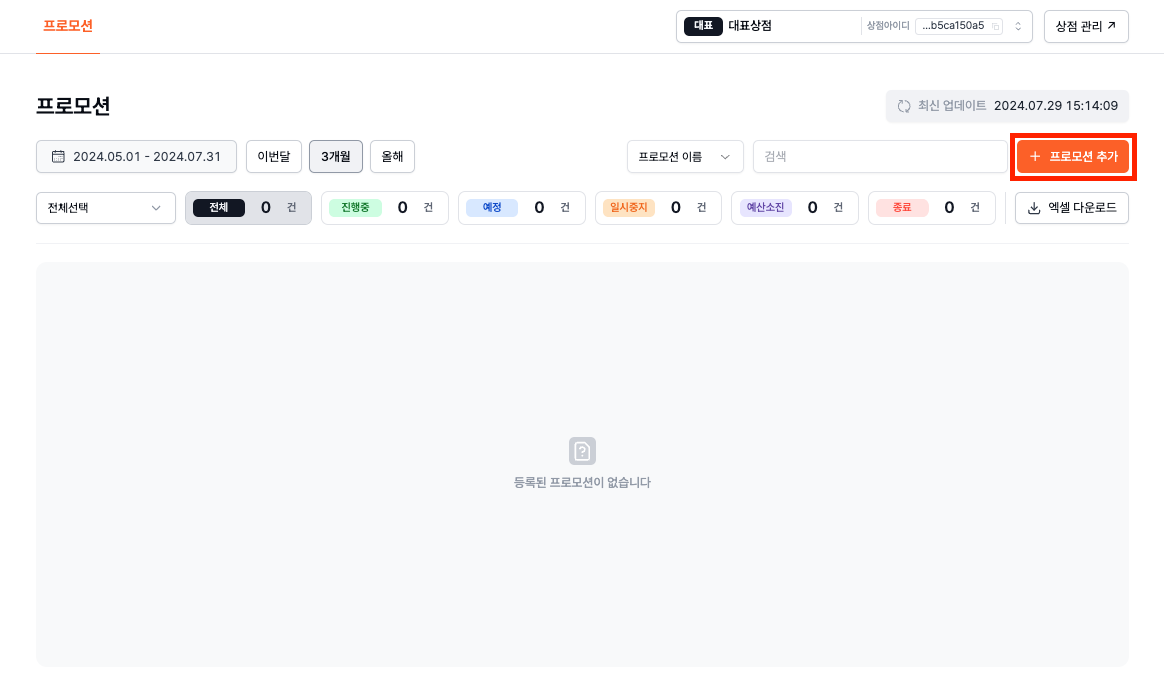 프로모션
대표 대표상점 상점아이디 ...b5ca150a5 상점 관리
프로모션
최신 업데이트 2024.07.29 15:14:09
2024.05.01 - 2024.07.31 이번달 3개월 올해 프로모션 이름 검색 프로모션 추가
전체선택 전체 0 건 진행중 0 건 예정 0 건 일시중지 0 건 예산소진 0 건 종료 0 건 엑셀 다운로드
등록된 프로모션이 없습니다